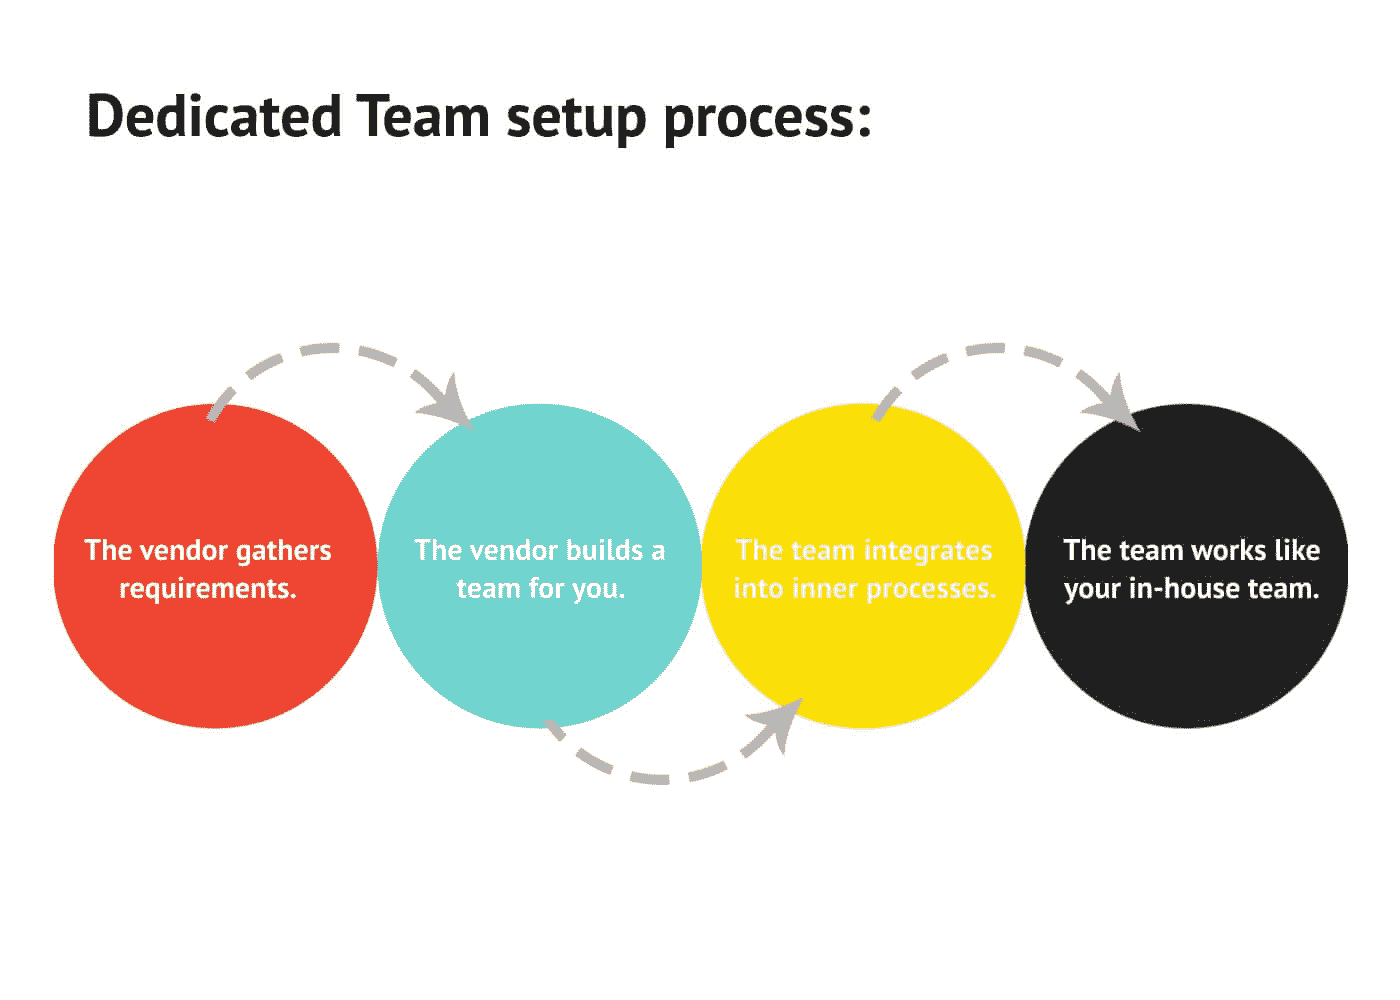 Dedicated Team setup process:
The vendor gathers
requirements.
The vendor builds a
team for you.
The team integrates
into inner processes.
The team works like
your in-house team.